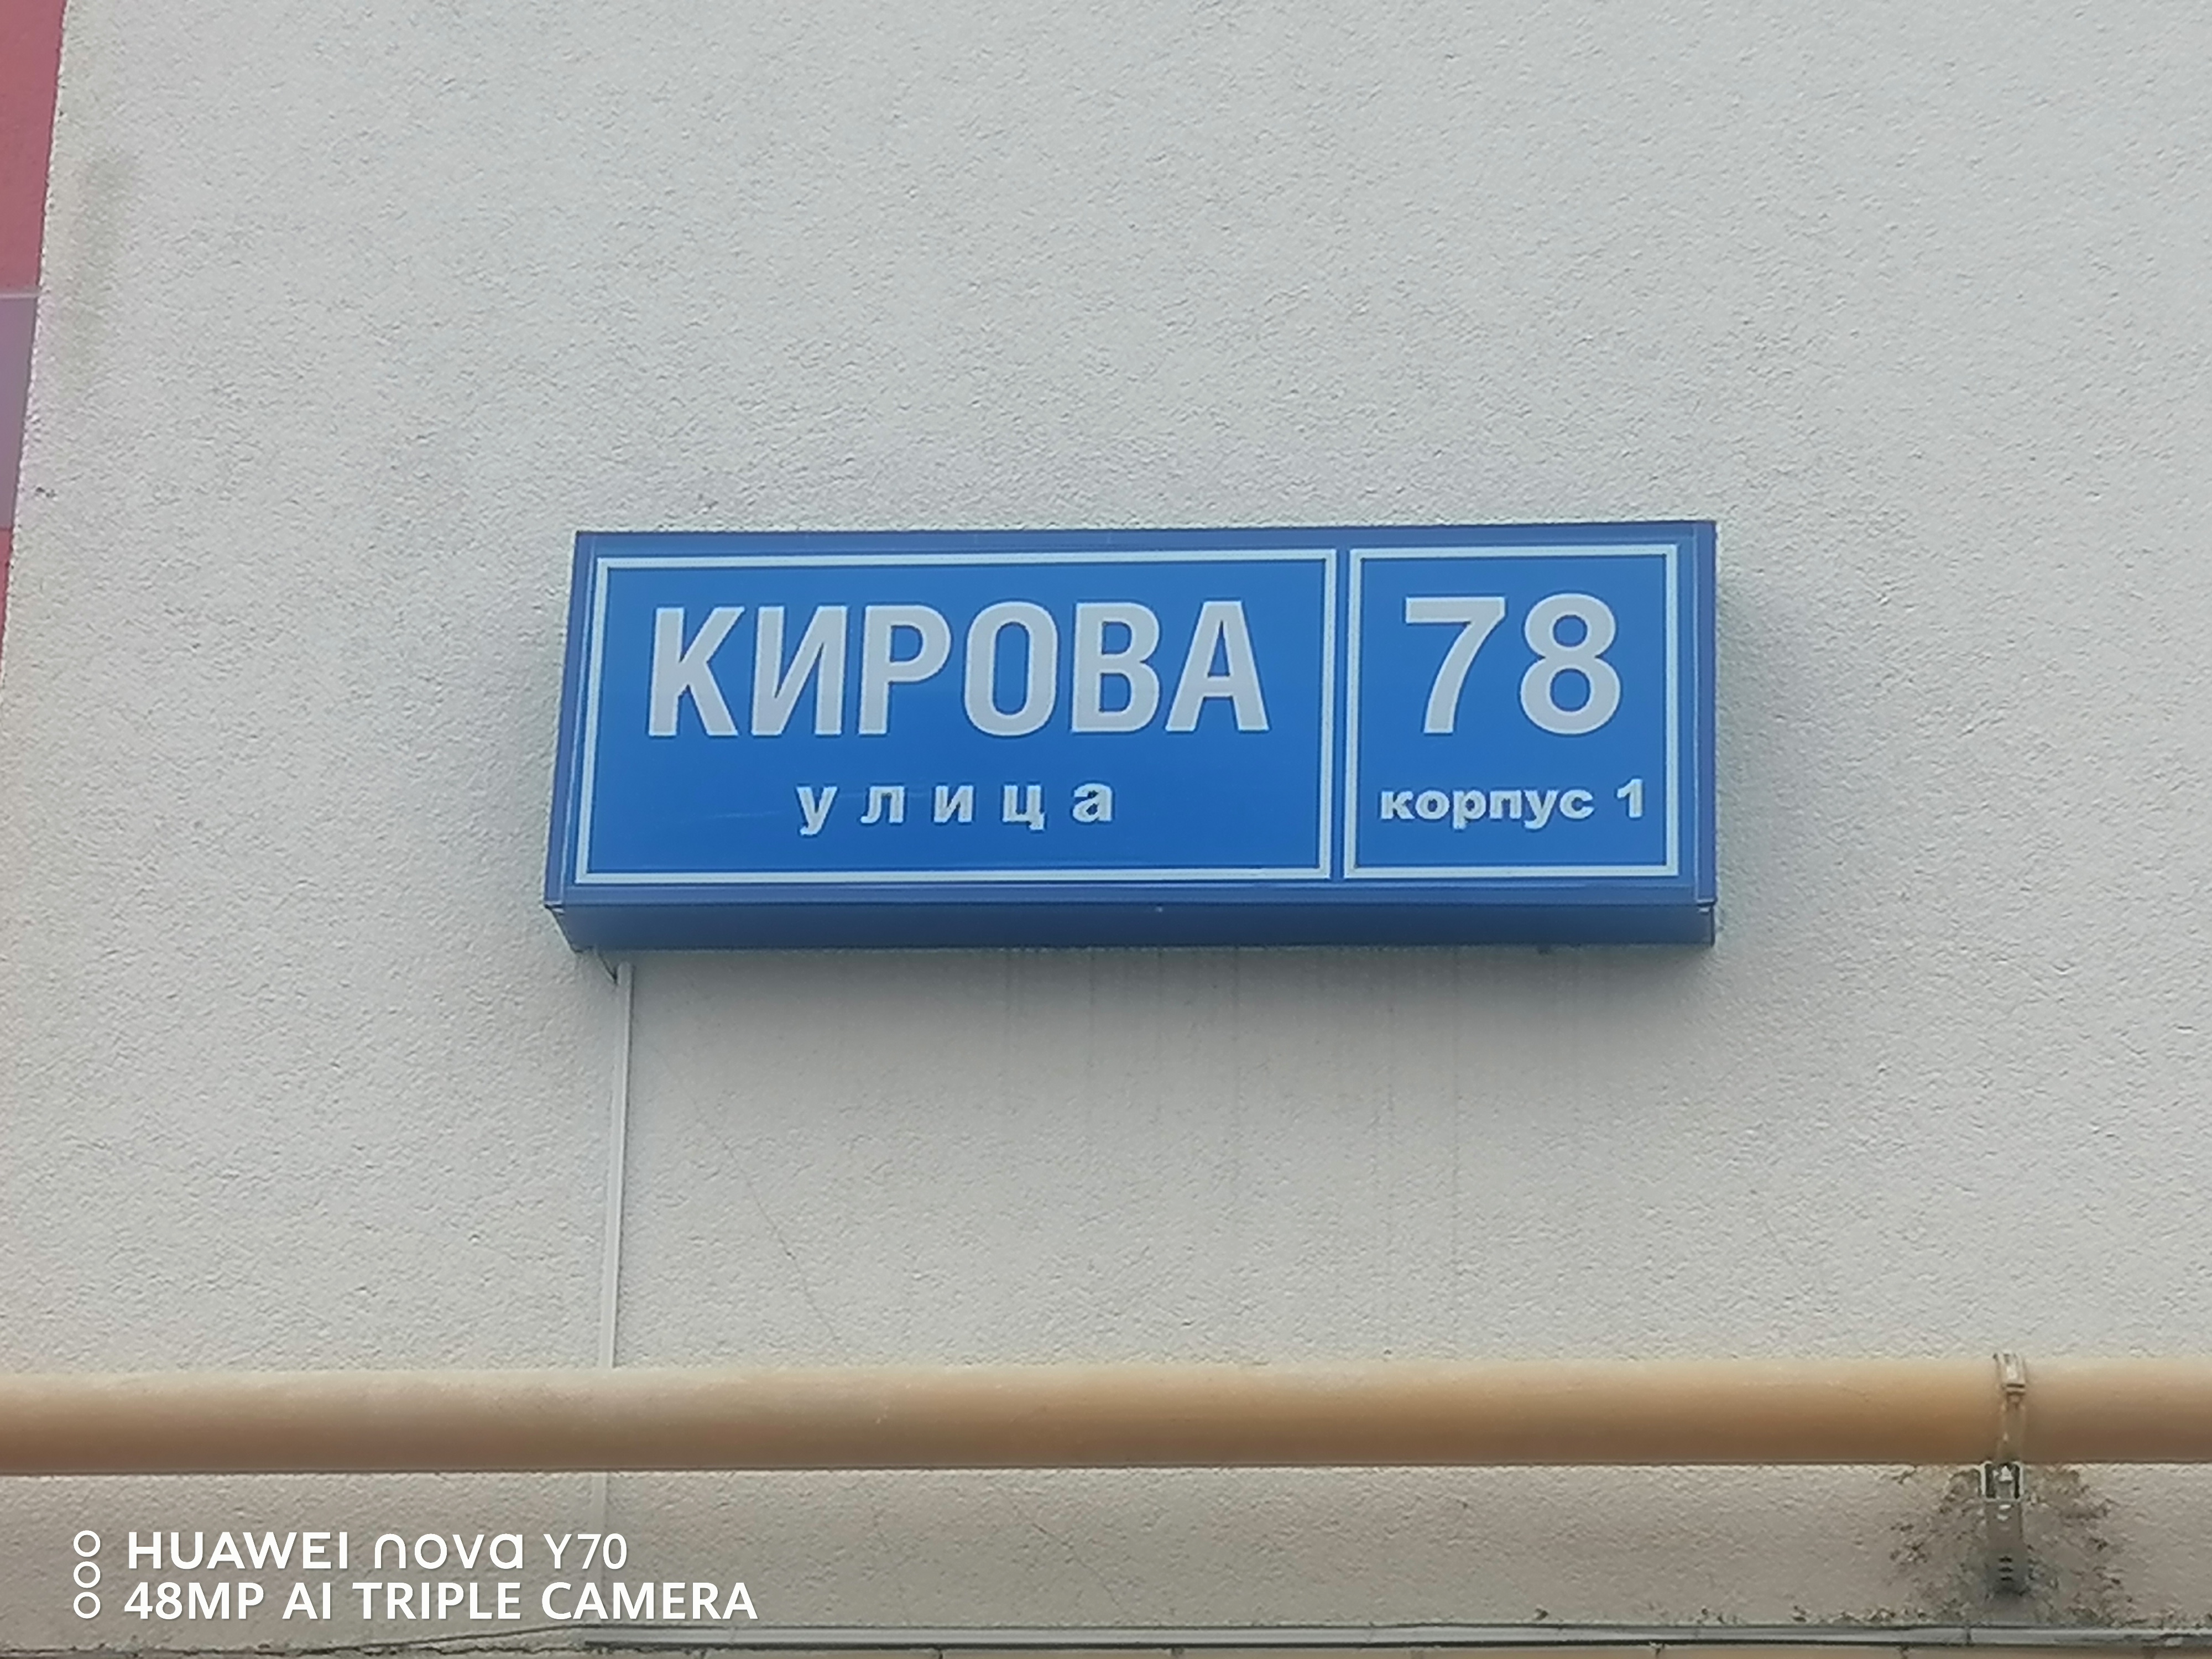 КИРОВА
улица
78
корпус 1
HUAWEI nova Y70
48MP AI TRIPLE CAMERA